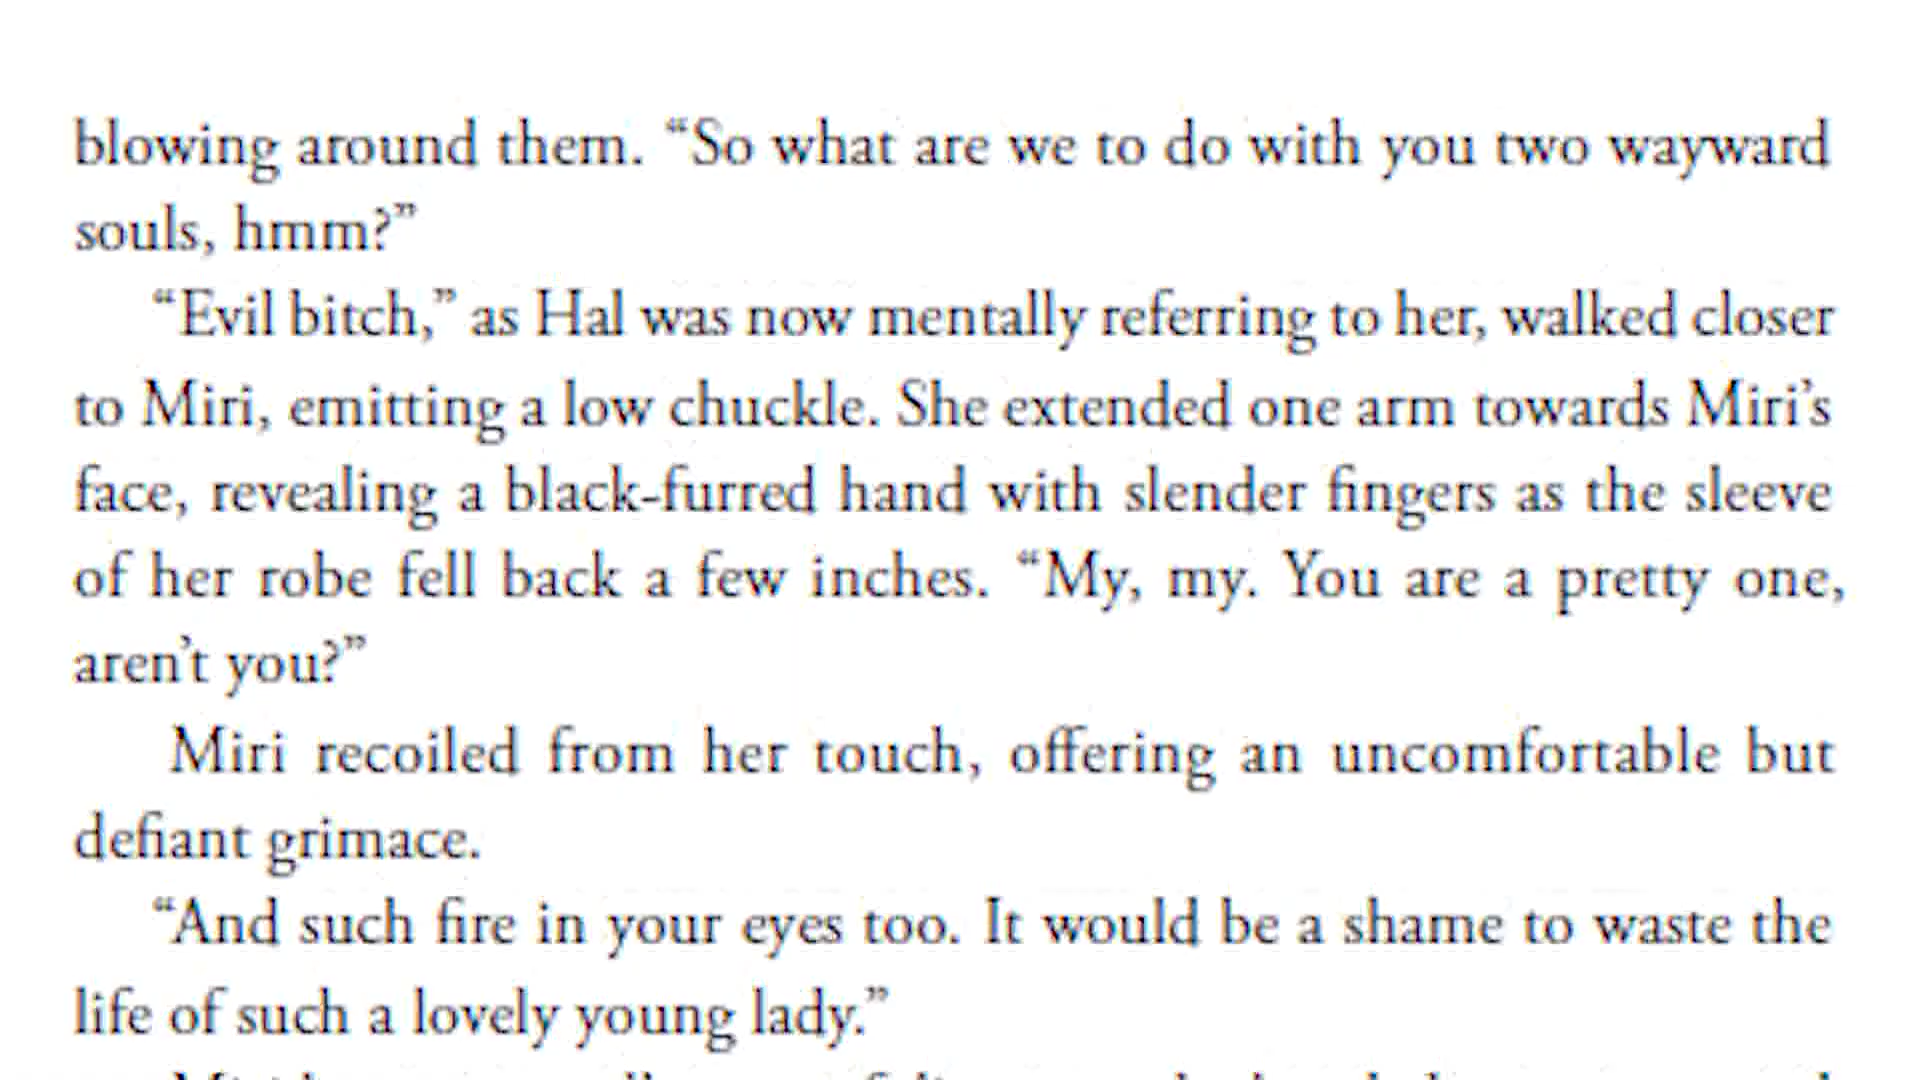 blowing around them. “So what are we to do with you two wayward
souls, hmm?”
“Evil bitch,” as Hal was now mentally referring to her, walked closer
to Miri, emitting a low chuckle. She extended one arm towards Miri’s
face, revealing a black-furred hand with slender fingers as the sleeve
of her robe fell back a few inches. “My, my. You are a pretty one,
aren’t you?”
Miri recoiled from her touch, offering an uncomfortable but
defiant grimace.
“And such fire in your eyes too. It would be a shame to waste the
life of such a lovely young lady.”